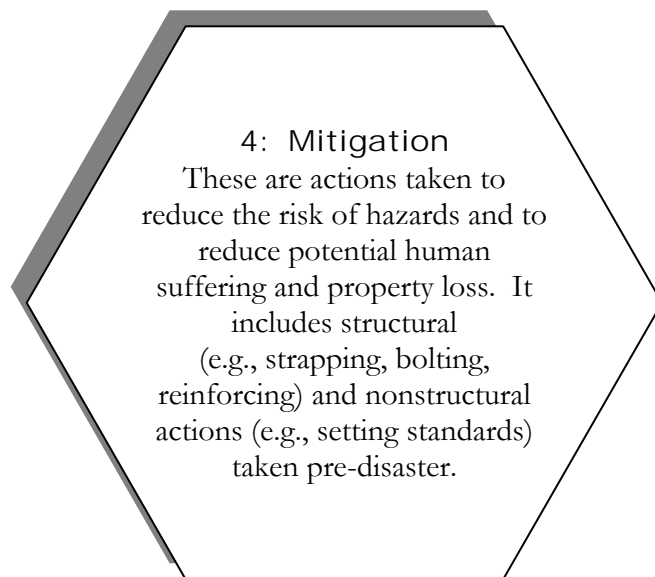 4: Mitigation
These are actions taken to
reduce the risk of hazards and to
reduce potential human
suffering and property loss.  It
includes structural
(e.g., strapping, bolting,
reinforcing) and nonstructural
actions (e.g., setting standards)
taken pre-disaster.